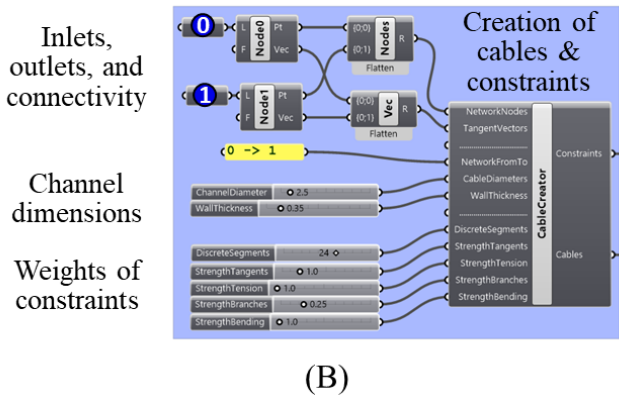 Inlets,
outlets, and
connectivity
Channel
dimensions
Weights of
constraints
Creation of
cables &
constraints
0
L
F
Node0
Pt
Vec
{0;0}
{0;1}
Nodes
R
Flatten
1
L
F
Node1
Pt
Vec
{0;0}
{0;1}
Vec
R
Flatten
0 -> 1
ChannelDiameter 2.5
WallThickness 0.35
DiscreteSegments 24
StrengthTangents 1.0
StrengthTension 1.0
StrengthBranches 0.25
StrengthBending 1.0
NetworkNodes
TangentVectors
NetworkFromTo
CableDiameters
WallThickness
DiscreteSegments
StrengthTangents
StrengthTension
StrengthBranches
StrengthBending
CableCreator
Constraints
Cables
(B)